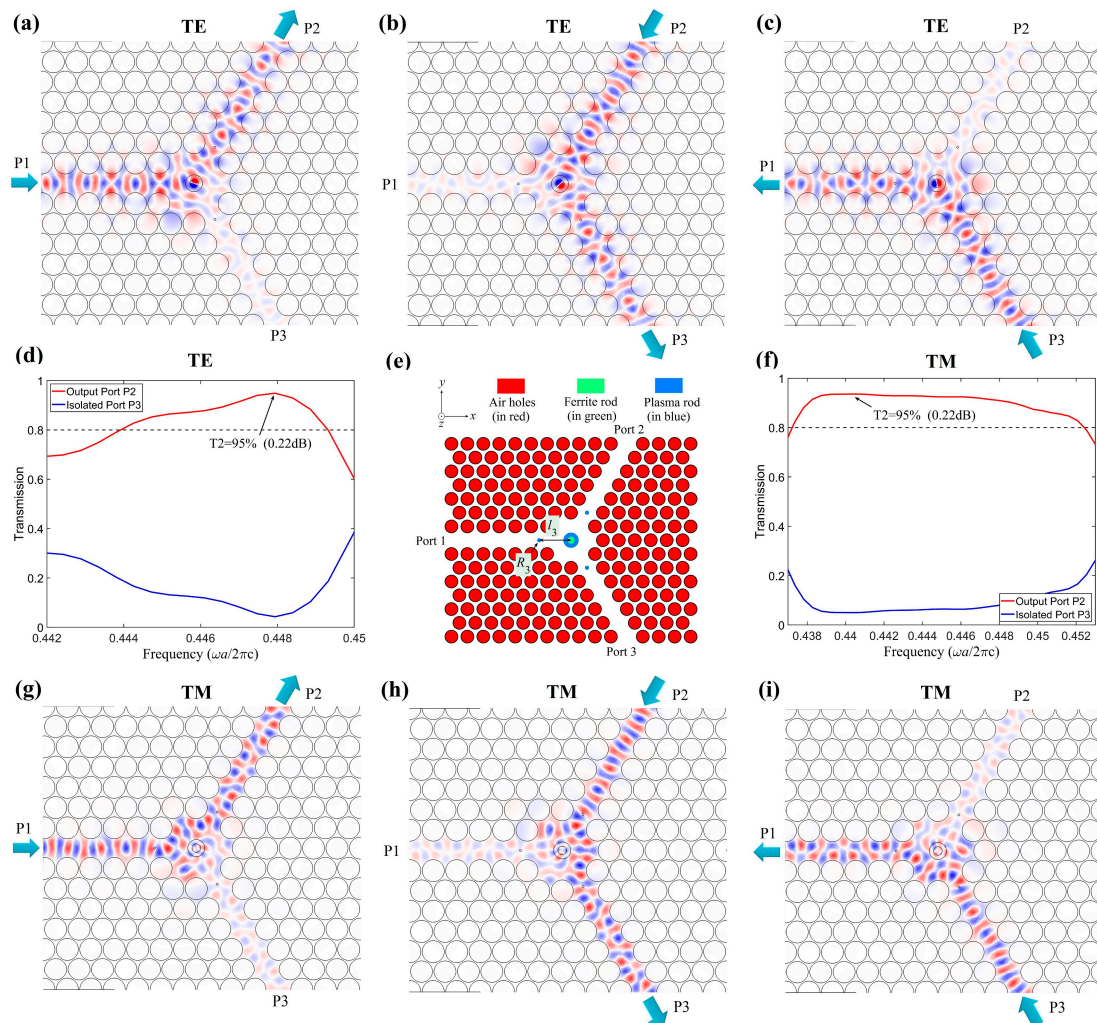 (a)
TE
P2
P1
P3
(b)
TE
P2
P1
P3
(c)
TE
P2
P1
P3
(d)
TE
Output Port P2
Isolated Port P3
T2=95% (0.22dB)
1
0.8
0.6
0.4
0.2
0
Transmission
0.442
0.444
0.446
0.448
0.45
Frequency (ωa/2πc)
(e)
y
z
x
Air holes
(in red)
Ferrite rod
(in green)
Plasma rod
(in blue)
Port 2
Port 1
l3
R3
Port 3
(f)
TM
T2=95% (0.22dB)
Output Port P2
Isolated Port P3
1
0.8
0.6
0.4
0.2
0
Transmission
0.438
0.44
0.442
0.444
0.446
0.448
0.45
0.452
Frequency (ωa/2πc)
(g)
TM
P2
P1
P3
(h)
TM
P2
P1
P3
(i)
TM
P2
P1
P3